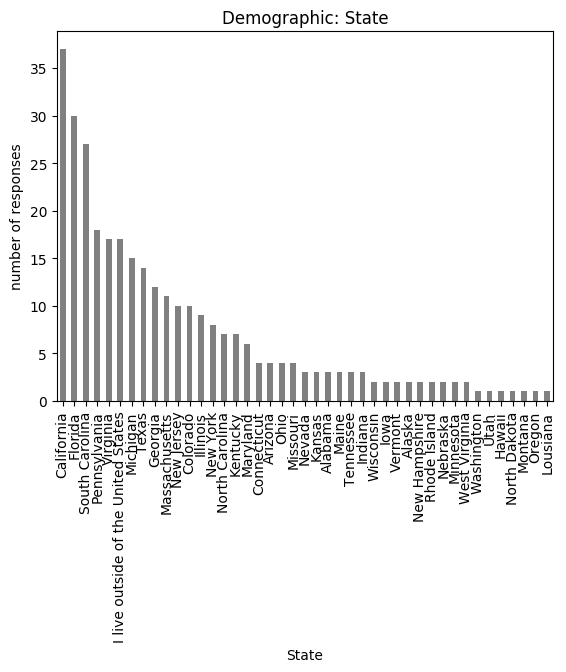 Demographic: State
number of responses
35
30
25
20
15
10
5
0
California
Florida
South Carolina
Pennsylvania
Virginia
I live outside of the United States
Michigan
Texas
Georgia
Massachusetts
New Jersey
Colorado
Illinois
New York
North Carolina
Kentucky
Maryland
Connecticut
Arizona
Ohio
Missouri
Nevada
Kansas
Alabama
Maine
Tennessee
Indiana
Wisconsin
Iowa
Vermont
Alaska
New Hampshire
Rhode Island
Nebraska
Minnesota
West Virginia
Washington
Utah
Hawaii
North Dakota
Montana
Oregon
Lousiana
State